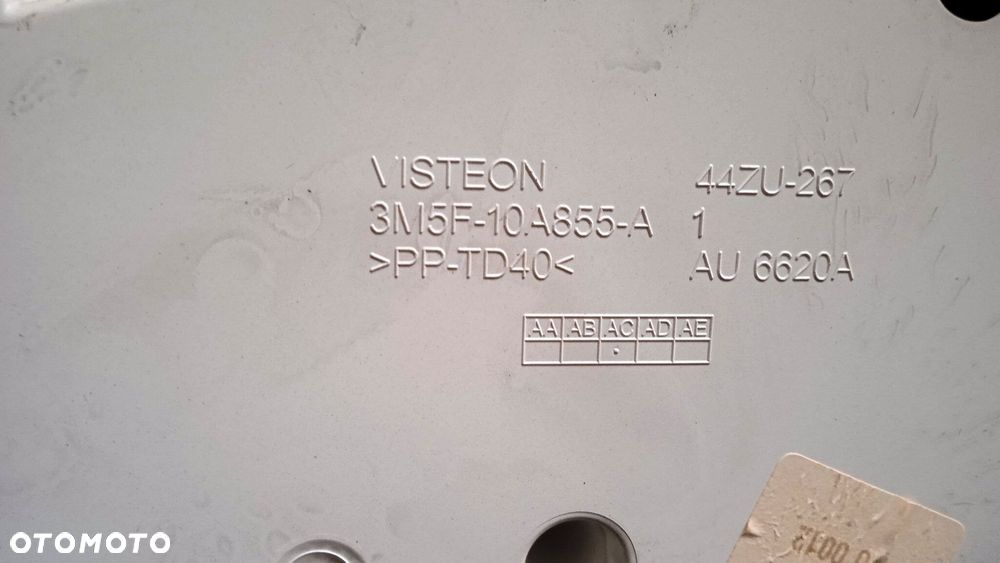 VISTEON 44ZU-267
3M5F-10A855-A 1
>PP-TD40< AU 6620A
AA AB AC AD AE
OTOMOTO